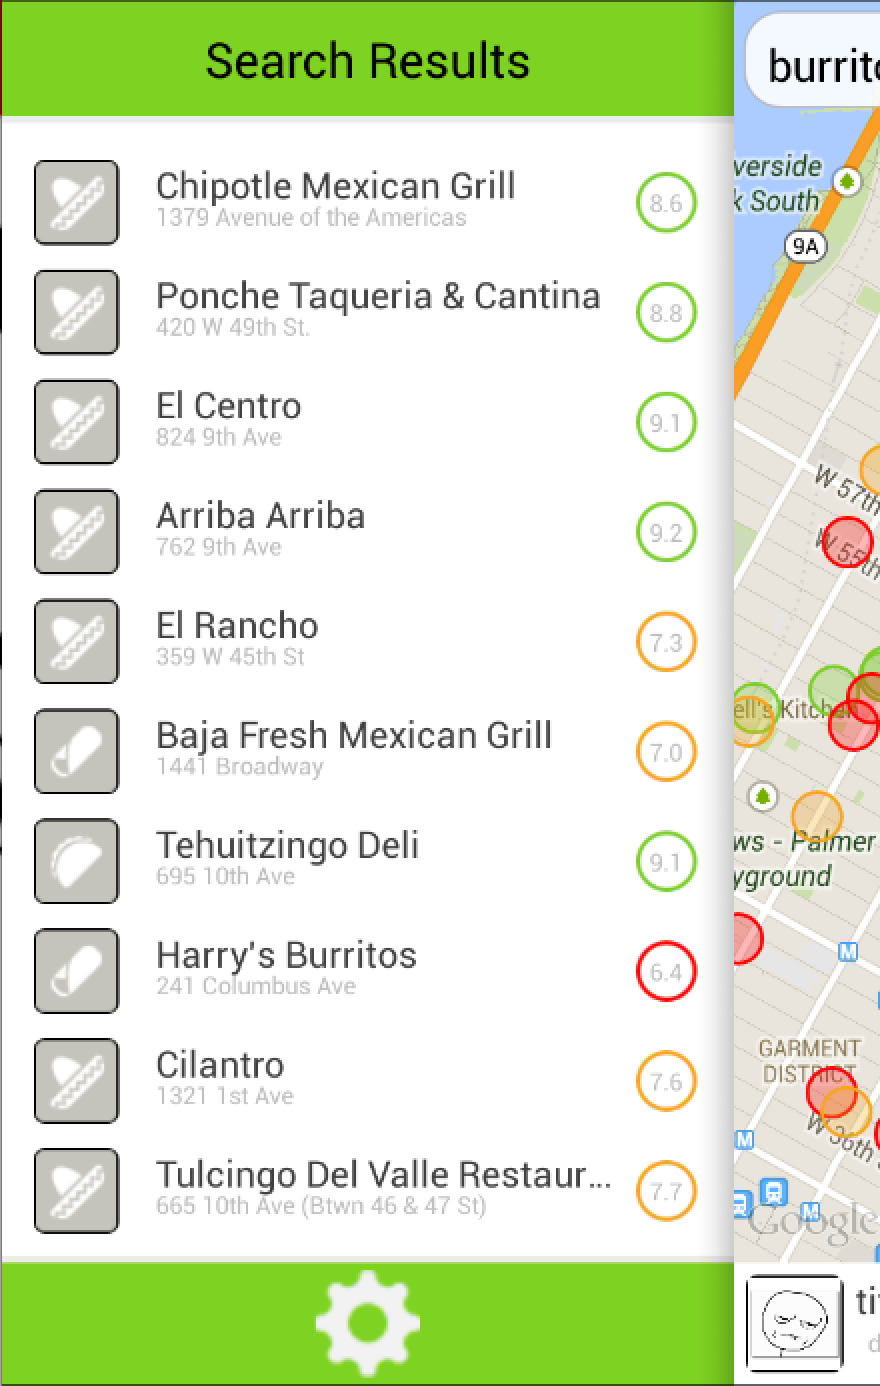 Search Results
Chipotle Mexican Grill
1379 Avenue of the Americas
8.6
Ponche Taqueria & Cantina
420 W 49th St.
8.8
El Centro
824 9th Ave
9.1
Arriba Arriba
762 9th Ave
9.2
El Rancho
359 W 45th St
7.3
Baja Fresh Mexican Grill
1441 Broadway
7.0
Tehuitzingo Deli
695 10th Ave
9.1
Harry's Burritos
241 Columbus Ave
6.4
Cilantro
1321 1st Ave
7.6
Tulcingo Del Valle Restaur...
665 10th Ave (Btwn 46 & 47 St)
7.7
burrito
verside
k South
9A
W 57th
W 55th
ell's Kitchen
ws - Palmer
yground
M
GARMENT
DISTRICT
W 36th
M
M
Google